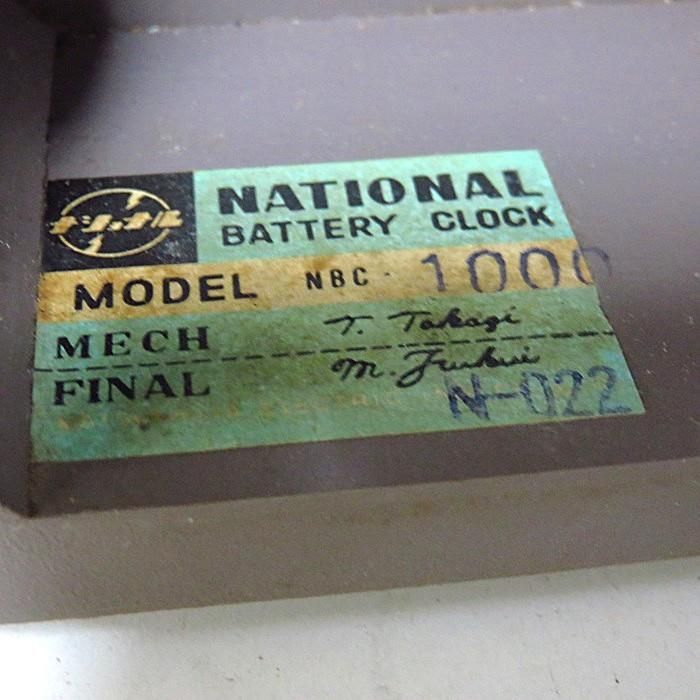 ナショナル
NATIONAL
BATTERY CLOCK
MODEL NBC-1000
MECH T. Takagi
FINAL M. Fukui
N-022